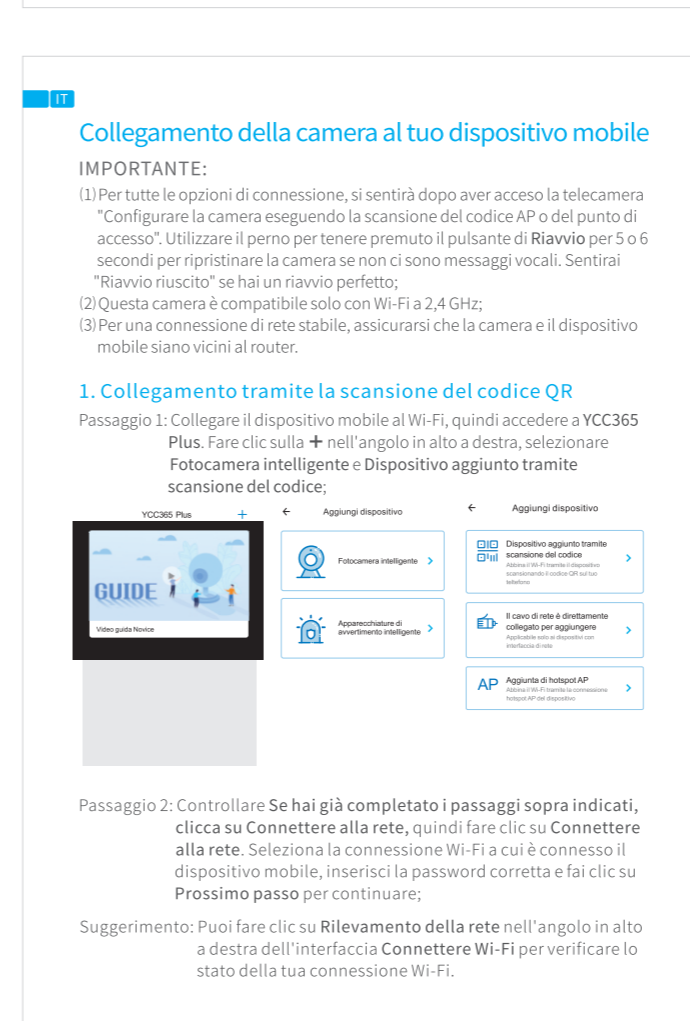 IT
Collegamento della camera al tuo dispositivo mobile
IMPORTANTE:
(1) Per tutte le opzioni di connessione, si sentirà dopo aver acceso la telecamera
"Configurare la camera eseguendo la scansione del codice AP o del punto di
accesso". Utilizzare il perno per tenere premuto il pulsante di Riavvio per 5 o 6
secondi per ripristinare la camera se non ci sono messaggi vocali. Sentirai
"Riavvio riuscito" se hai un riavvio perfetto;
(2) Questa camera è compatibile solo con Wi-Fi a 2,4 GHz;
(3) Per una connessione di rete stabile, assicurarsi che la camera e il dispositivo
mobile siano vicini al router.
1. Collegamento tramite la scansione del codice QR
Passaggio 1: Collegare il dispositivo mobile al Wi-Fi, quindi accedere a YCC365
Plus. Fare clic sulla + nell'angolo in alto a destra, selezionare
Fotocamera intelligente e Dispositivo aggiunto tramite
scansione del codice;
YCC365 Plus +
GUIDE
Video guida Novice
← Aggiungi dispositivo
Fotocamera intelligente >
Apparecchiature di
avvertimento intelligente >
← Aggiungi dispositivo
Dispositivo aggiunto tramite
scansione del codice >
Abbina il Wi-Fi tramite il dispositivo
scansionando il codice QR sul tuo
telefono
Il cavo di rete è direttamente
collegato per aggiungere >
Applicabile solo ai dispositivi con
interfaccia di rete
AP Aggiunta di hotspot AP >
Abbina il Wi-Fi tramite la connessione
hotspot AP del dispositivo
Passaggio 2: Controllare Se hai già completato i passaggi sopra indicati,
clicca su Connettere alla rete, quindi fare clic su Connettere
alla rete. Seleziona la connessione Wi-Fi a cui è connesso il
dispositivo mobile, inserisci la password corretta e fai clic su
Prossimo passo per continuare;
Suggerimento: Puoi fare clic su Rilevamento della rete nell'angolo in alto
a destra dell'interfaccia Connettere Wi-Fi per verificare lo
stato della tua connessione Wi-Fi.